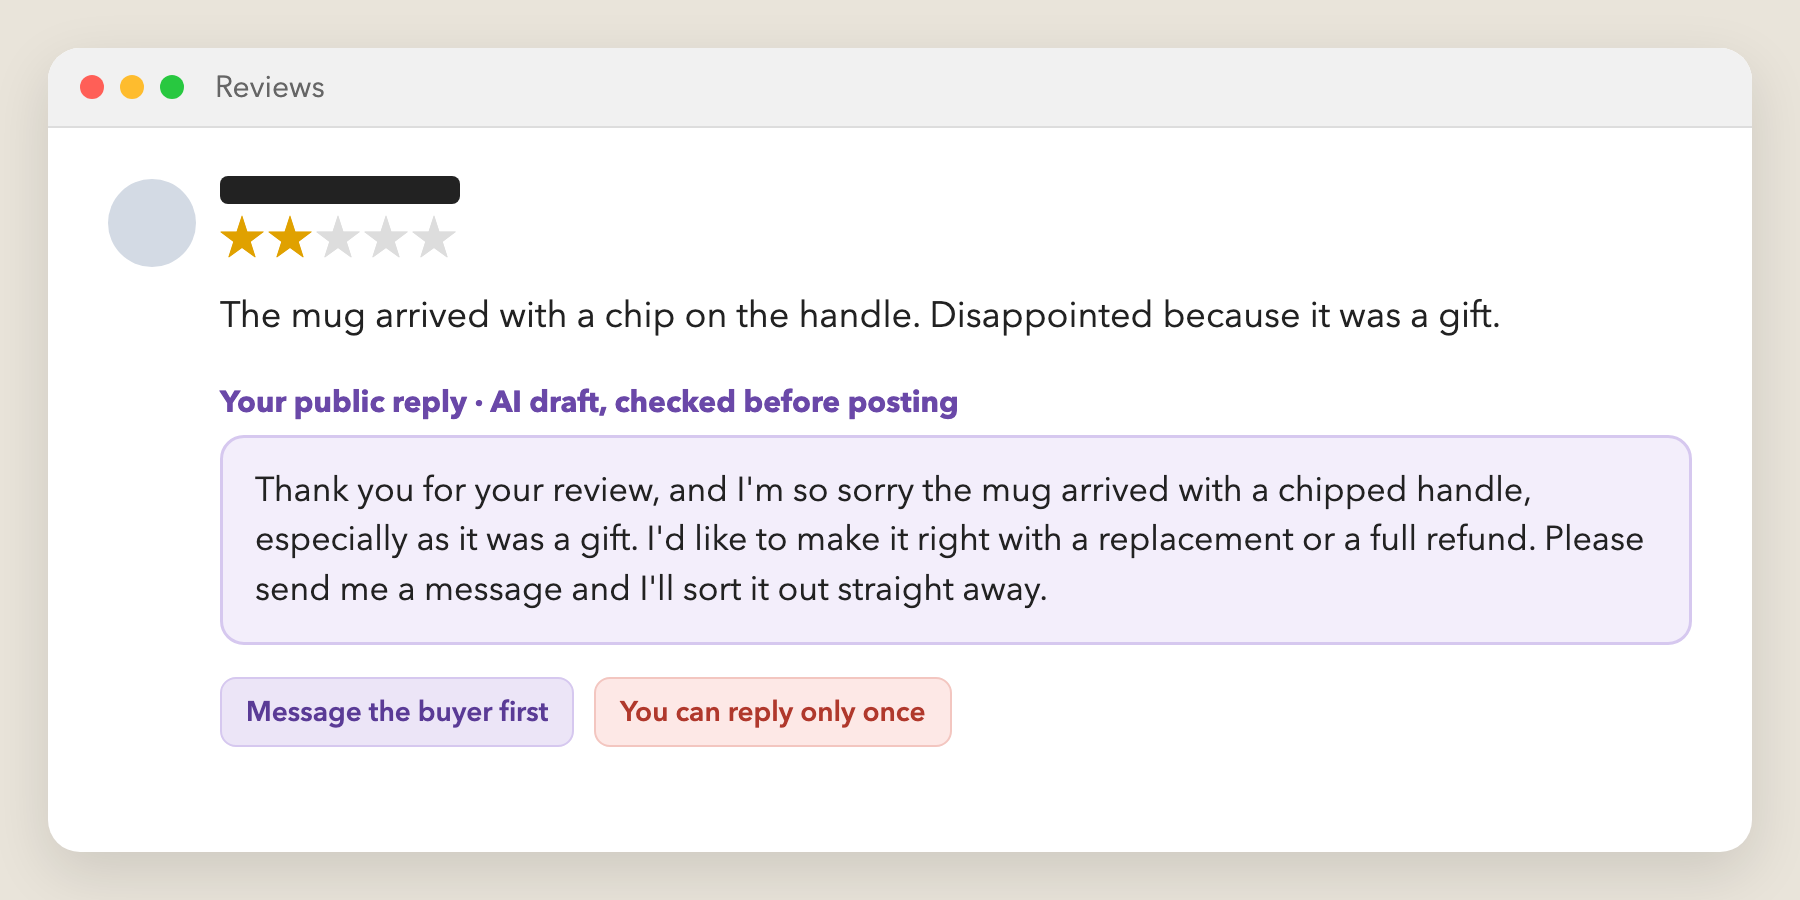 Reviews
The mug arrived with a chip on the handle. Disappointed because it was a gift.
Your public reply · AI draft, checked before posting
Thank you for your review, and I'm so sorry the mug arrived with a chipped handle,
especially as it was a gift. I'd like to make it right with a replacement or a full refund. Please
send me a message and I'll sort it out straight away.
Message the buyer first
You can reply only once